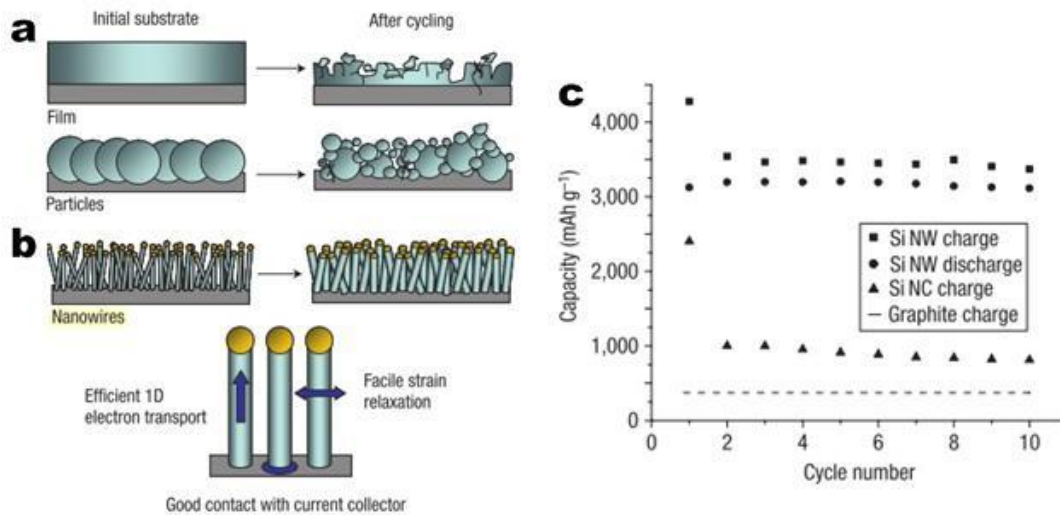 a
Initial substrate
After cycling
Film
Particles
b
Nanowires
Efficient 1D
electron transport
Facile strain
relaxation
Good contact with current collector
c
Capacity (mAh g⁻¹)
4,000
3,000
2,000
1,000
0
Si NW charge
Si NW discharge
Si NC charge
Graphite charge
0 2 4 6 8 10
Cycle number